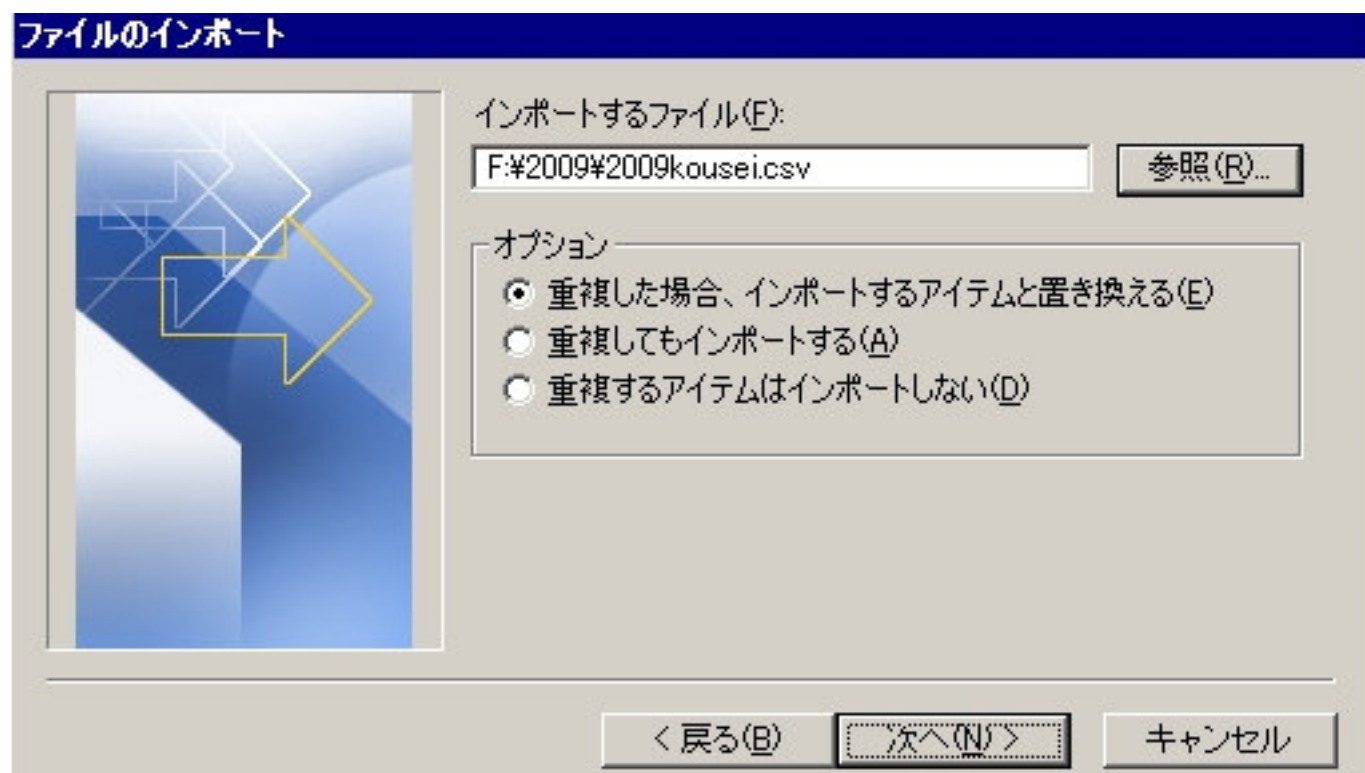 ファイルのインポート
インポートするファイル(F):
F:¥2009¥2009kousei.csv
参照(R)...
オプション
重複した場合、インポートするアイテムと置き換える(E)
重複してもインポートする(A)
重複するアイテムはインポートしない(D)
< 戻る(B)
次へ(N) >
キャンセル